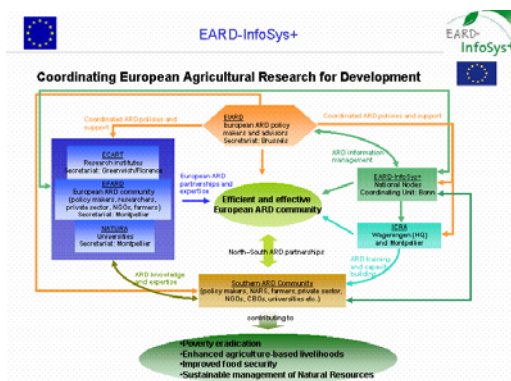 EARD-InfoSys+
EARD-
InfoSys+
Coordinating European Agricultural Research for Development
Coordinated ARD policies and
support
EIARD
European ARD policy
makers and advisors
Secretariat: Brussels
Coordinated ARD policies and support
ECART
Research Institutes
Secretariat: Greenwich/Florence
EFARD
European ARD community
(policy makers, researchers,
private sector, NGOs, farmers)
Secretariat: Montpellier
NATURA
Universities
Secretariat: Montpellier
European ARD
partnerships and
expertise
ARD information
management
EARD-InfoSys+
National Nodes
Coordinating Unit: Bonn
Efficient and effective
European ARD community
ICRA
Wageningen (HQ)
and Montpellier
North–South ARD partnerships
ARD knowledge
and expertise
ARD training
and capacity
building
Southern ARD Community
(policy makers, NARS, farmers, private sector,
NGOs, CBOs, universities etc.)
contributing to
•Poverty eradication
•Enhanced agriculture-based livelihoods
•Improved food security
•Sustainable management of Natural Resources